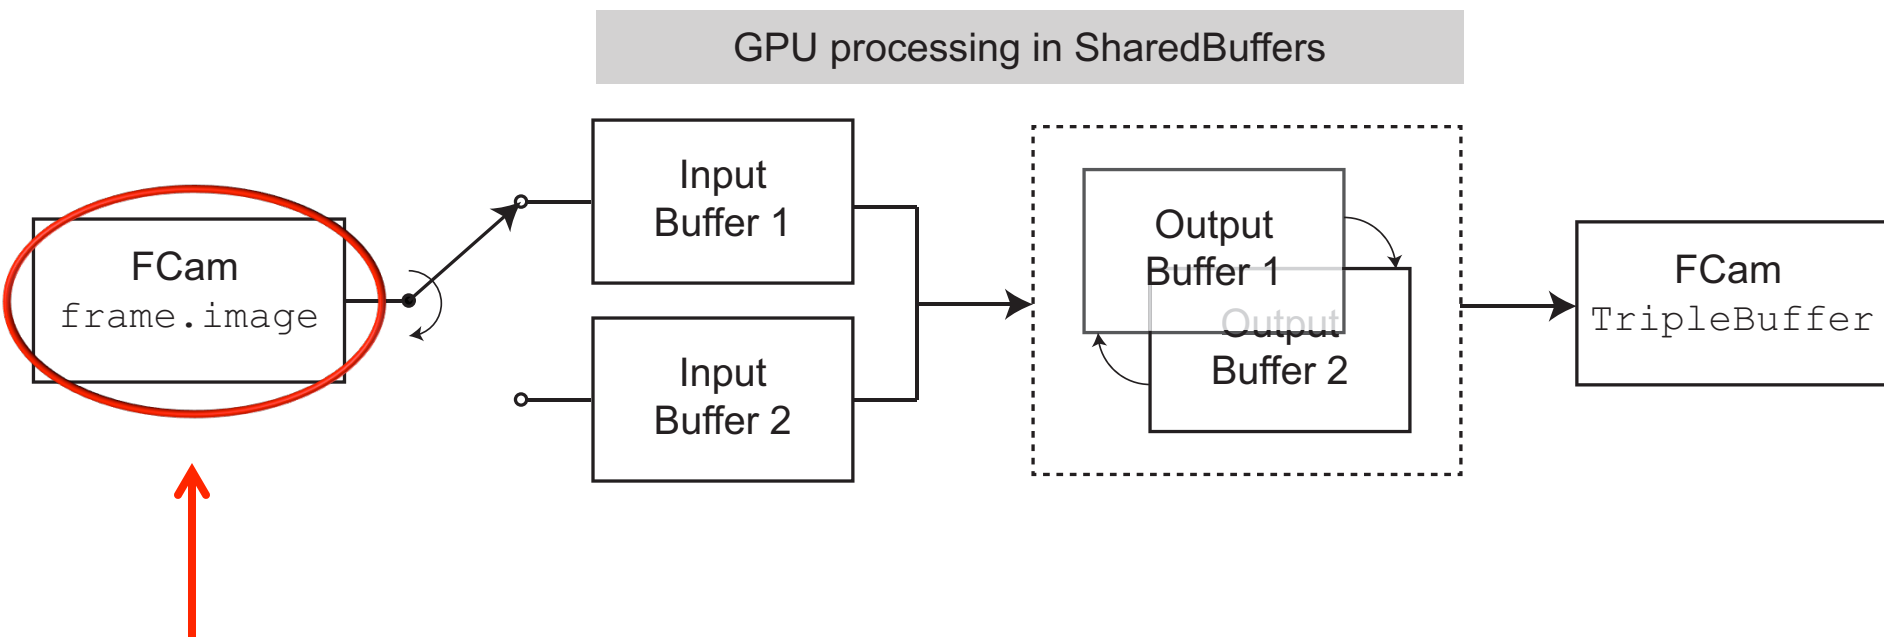 GPU processing in SharedBuffers
FCam
frame.image
Input
Buffer 1
Input
Buffer 2
Output
Buffer 1
Output
Buffer 2
FCam
TripleBuffer